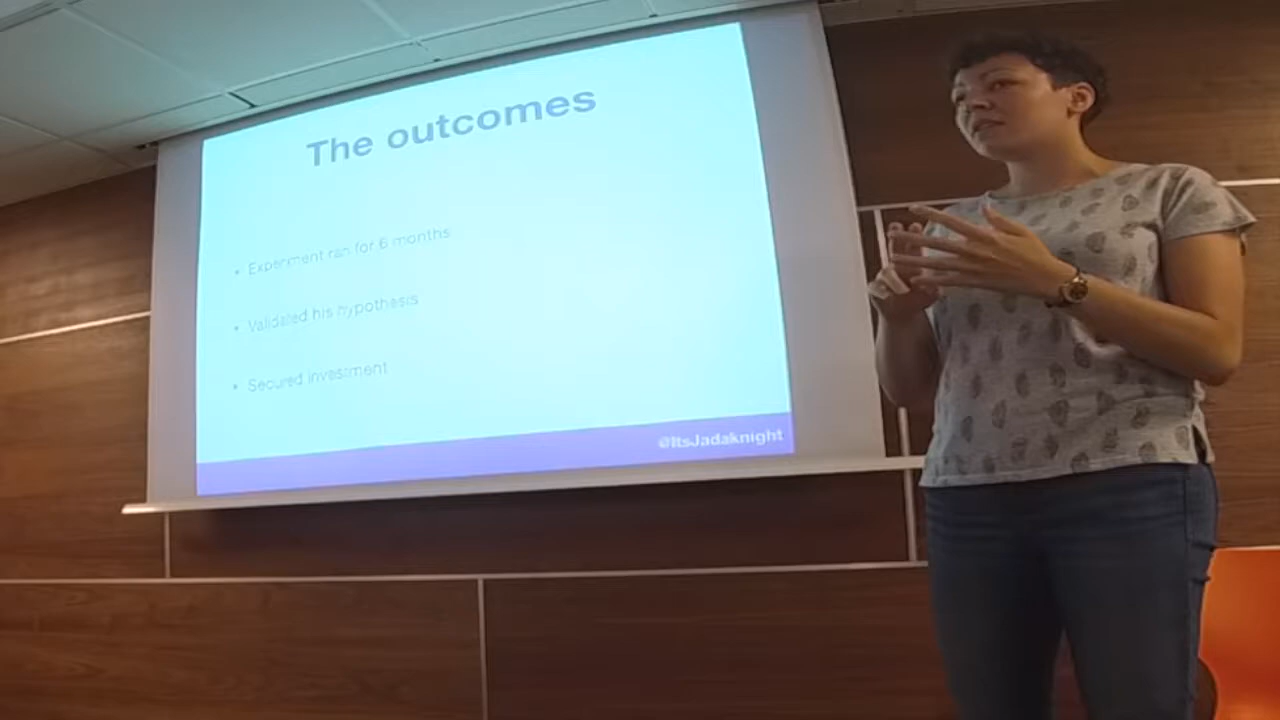 The outcomes
• Experiment ran for 6 months
• Validated his hypothesis
• Secured investment
@ItsJadaknight